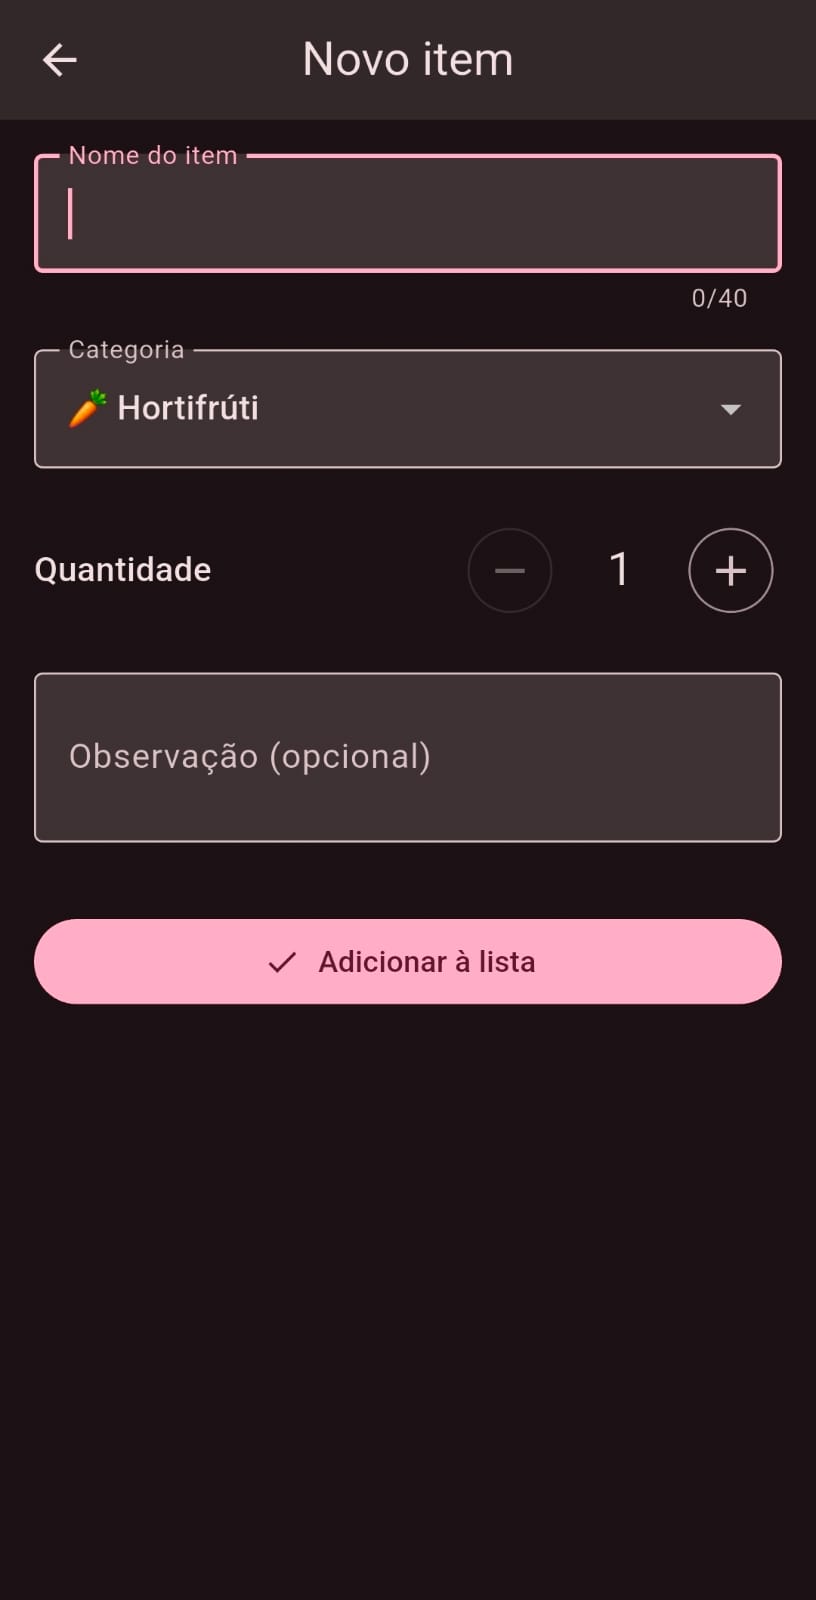 Novo item
Nome do item
0/40
Categoria
🥕 Hortifrúti
Quantidade
1
Observação (opcional)
Adicionar à lista